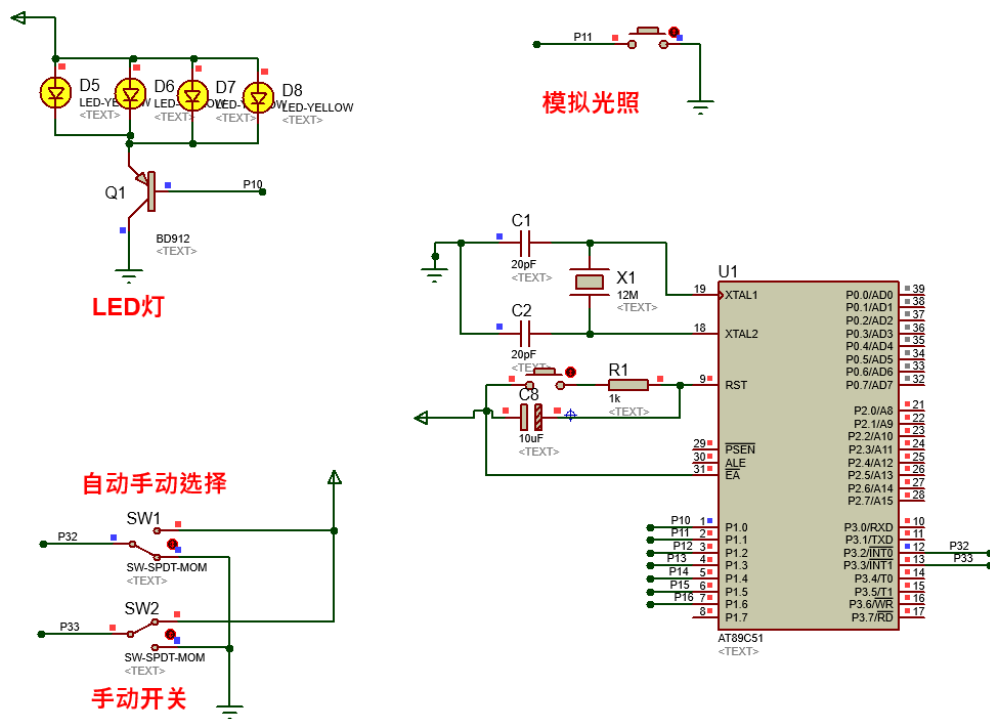 D5
LED-YELLOW
<TEXT>
D6
LED-YELLOW
<TEXT>
D7
LED-YELLOW
<TEXT>
D8
LED-YELLOW
<TEXT>
Q1
P10
BD912
<TEXT>
LED灯
P11
模拟光照
C1
20pF
<TEXT>
X1
12M
<TEXT>
C2
20pF
<TEXT>
R1
1k
<TEXT>
C8
10uF
<TEXT>
自动手动选择
SW1
P32
SW-SPDT-MOM
<TEXT>
SW2
P33
SW-SPDT-MOM
<TEXT>
手动开关
U1
19 XTAL1
18 XTAL2
9 RST
29 PSEN
30 ALE
31 EA
P10 1 P1.0
P11 2 P1.1
P12 3 P1.2
P13 4 P1.3
P14 5 P1.4
P15 6 P1.5
P16 7 P1.6
8 P1.7
P0.0/AD0 39
P0.1/AD1 38
P0.2/AD2 37
P0.3/AD3 36
P0.4/AD4 35
P0.5/AD5 34
P0.6/AD6 33
P0.7/AD7 32
P2.0/A8 21
P2.1/A9 22
P2.2/A10 23
P2.3/A11 24
P2.4/A12 25
P2.5/A13 26
P2.6/A14 27
P2.7/A15 28
P3.0/RXD 10
P3.1/TXD 11
P3.2/INT0 12 P32
P3.3/INT1 13 P33
P3.4/T0 14
P3.5/T1 15
P3.6/WR 16
P3.7/RD 17
AT89C51
<TEXT>